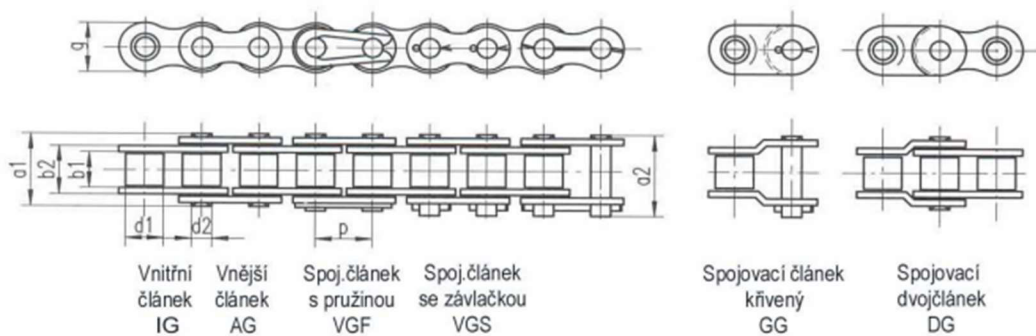 g
a1
b2
b1
a2
d1
d2
p
Vnitřní
článek
IG
Vnější
článek
AG
Spoj.článek
s pružinou
VGF
Spoj.článek
se závlačkou
VGS
Spojovací článek
křivený
GG
Spojovací
dvojčlánek
DG